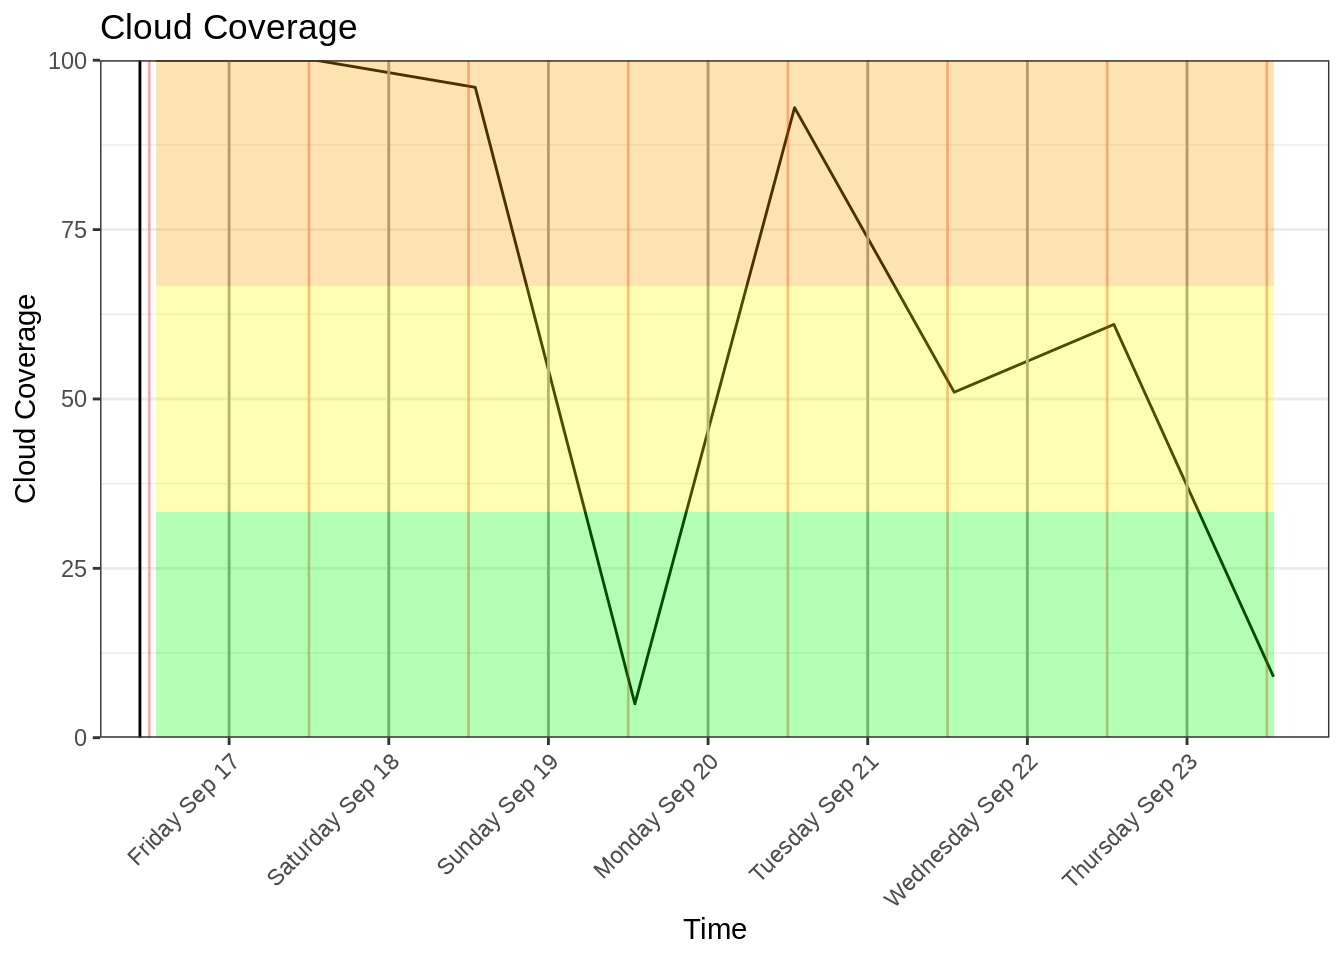 Cloud Coverage
100
75
50
25
0
Cloud Coverage
Friday Sep 17
Saturday Sep 18
Sunday Sep 19
Monday Sep 20
Tuesday Sep 21
Wednesday Sep 22
Thursday Sep 23
Time